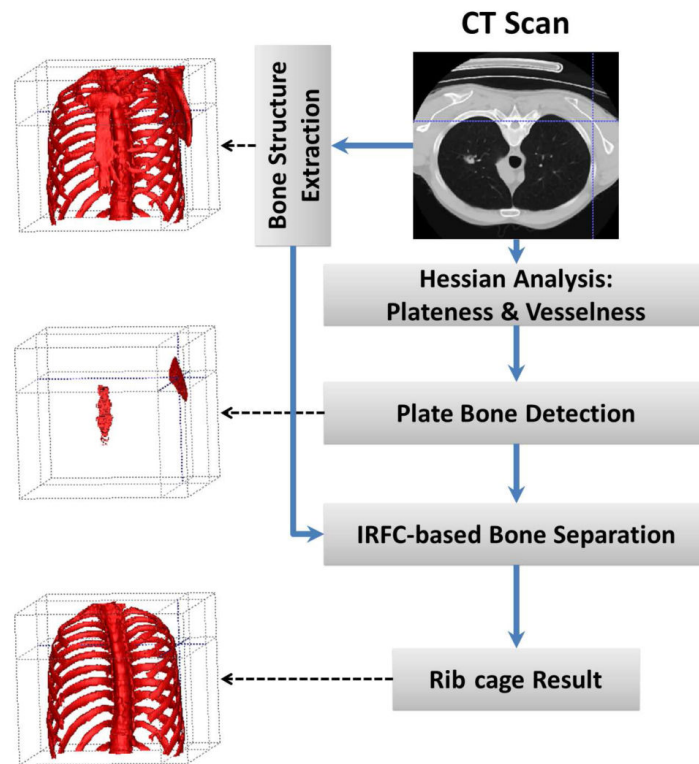 CT Scan
Bone Structure
Extraction
Hessian Analysis:
Plateness & Vesselness
Plate Bone Detection
IRFC-based Bone Separation
Rib cage Result